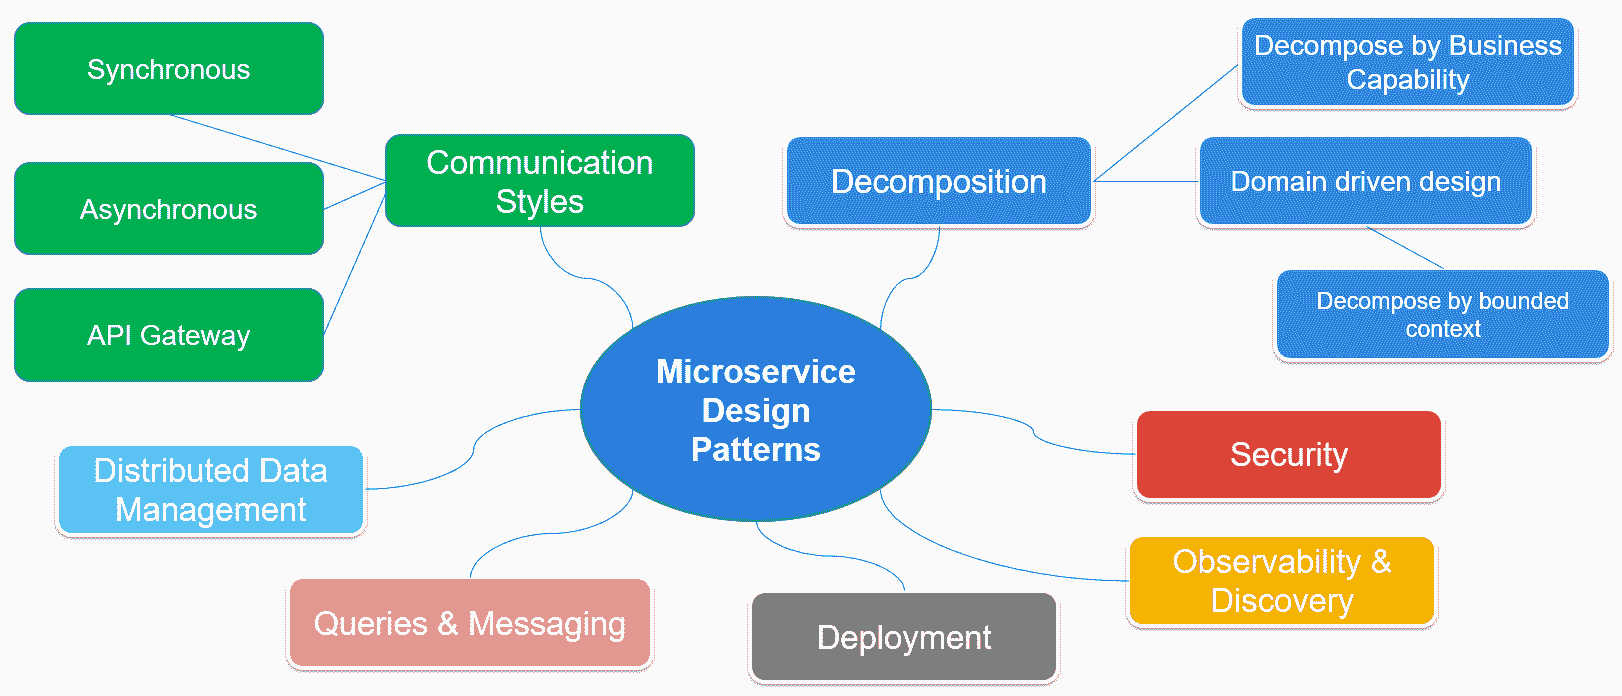 Synchronous
Asynchronous
API Gateway
Communication
Styles
Decomposition
Decompose by Business
Capability
Domain driven design
Decompose by bounded
context
Microservice
Design
Patterns
Distributed Data
Management
Queries & Messaging
Deployment
Security
Observability &
Discovery